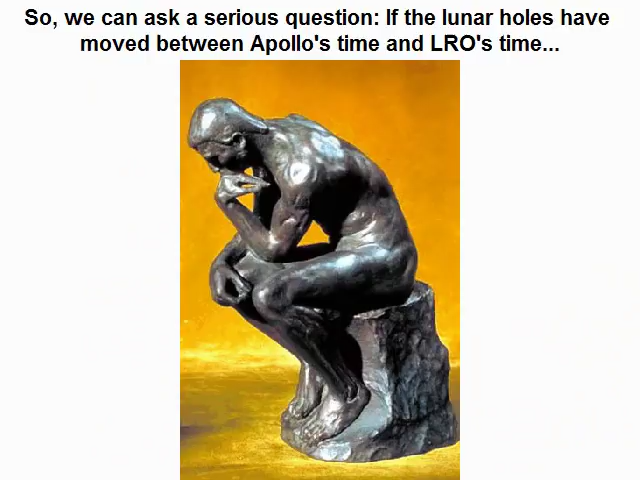 So, we can ask a serious question: If the lunar holes have
moved between Apollo's time and LRO's time...